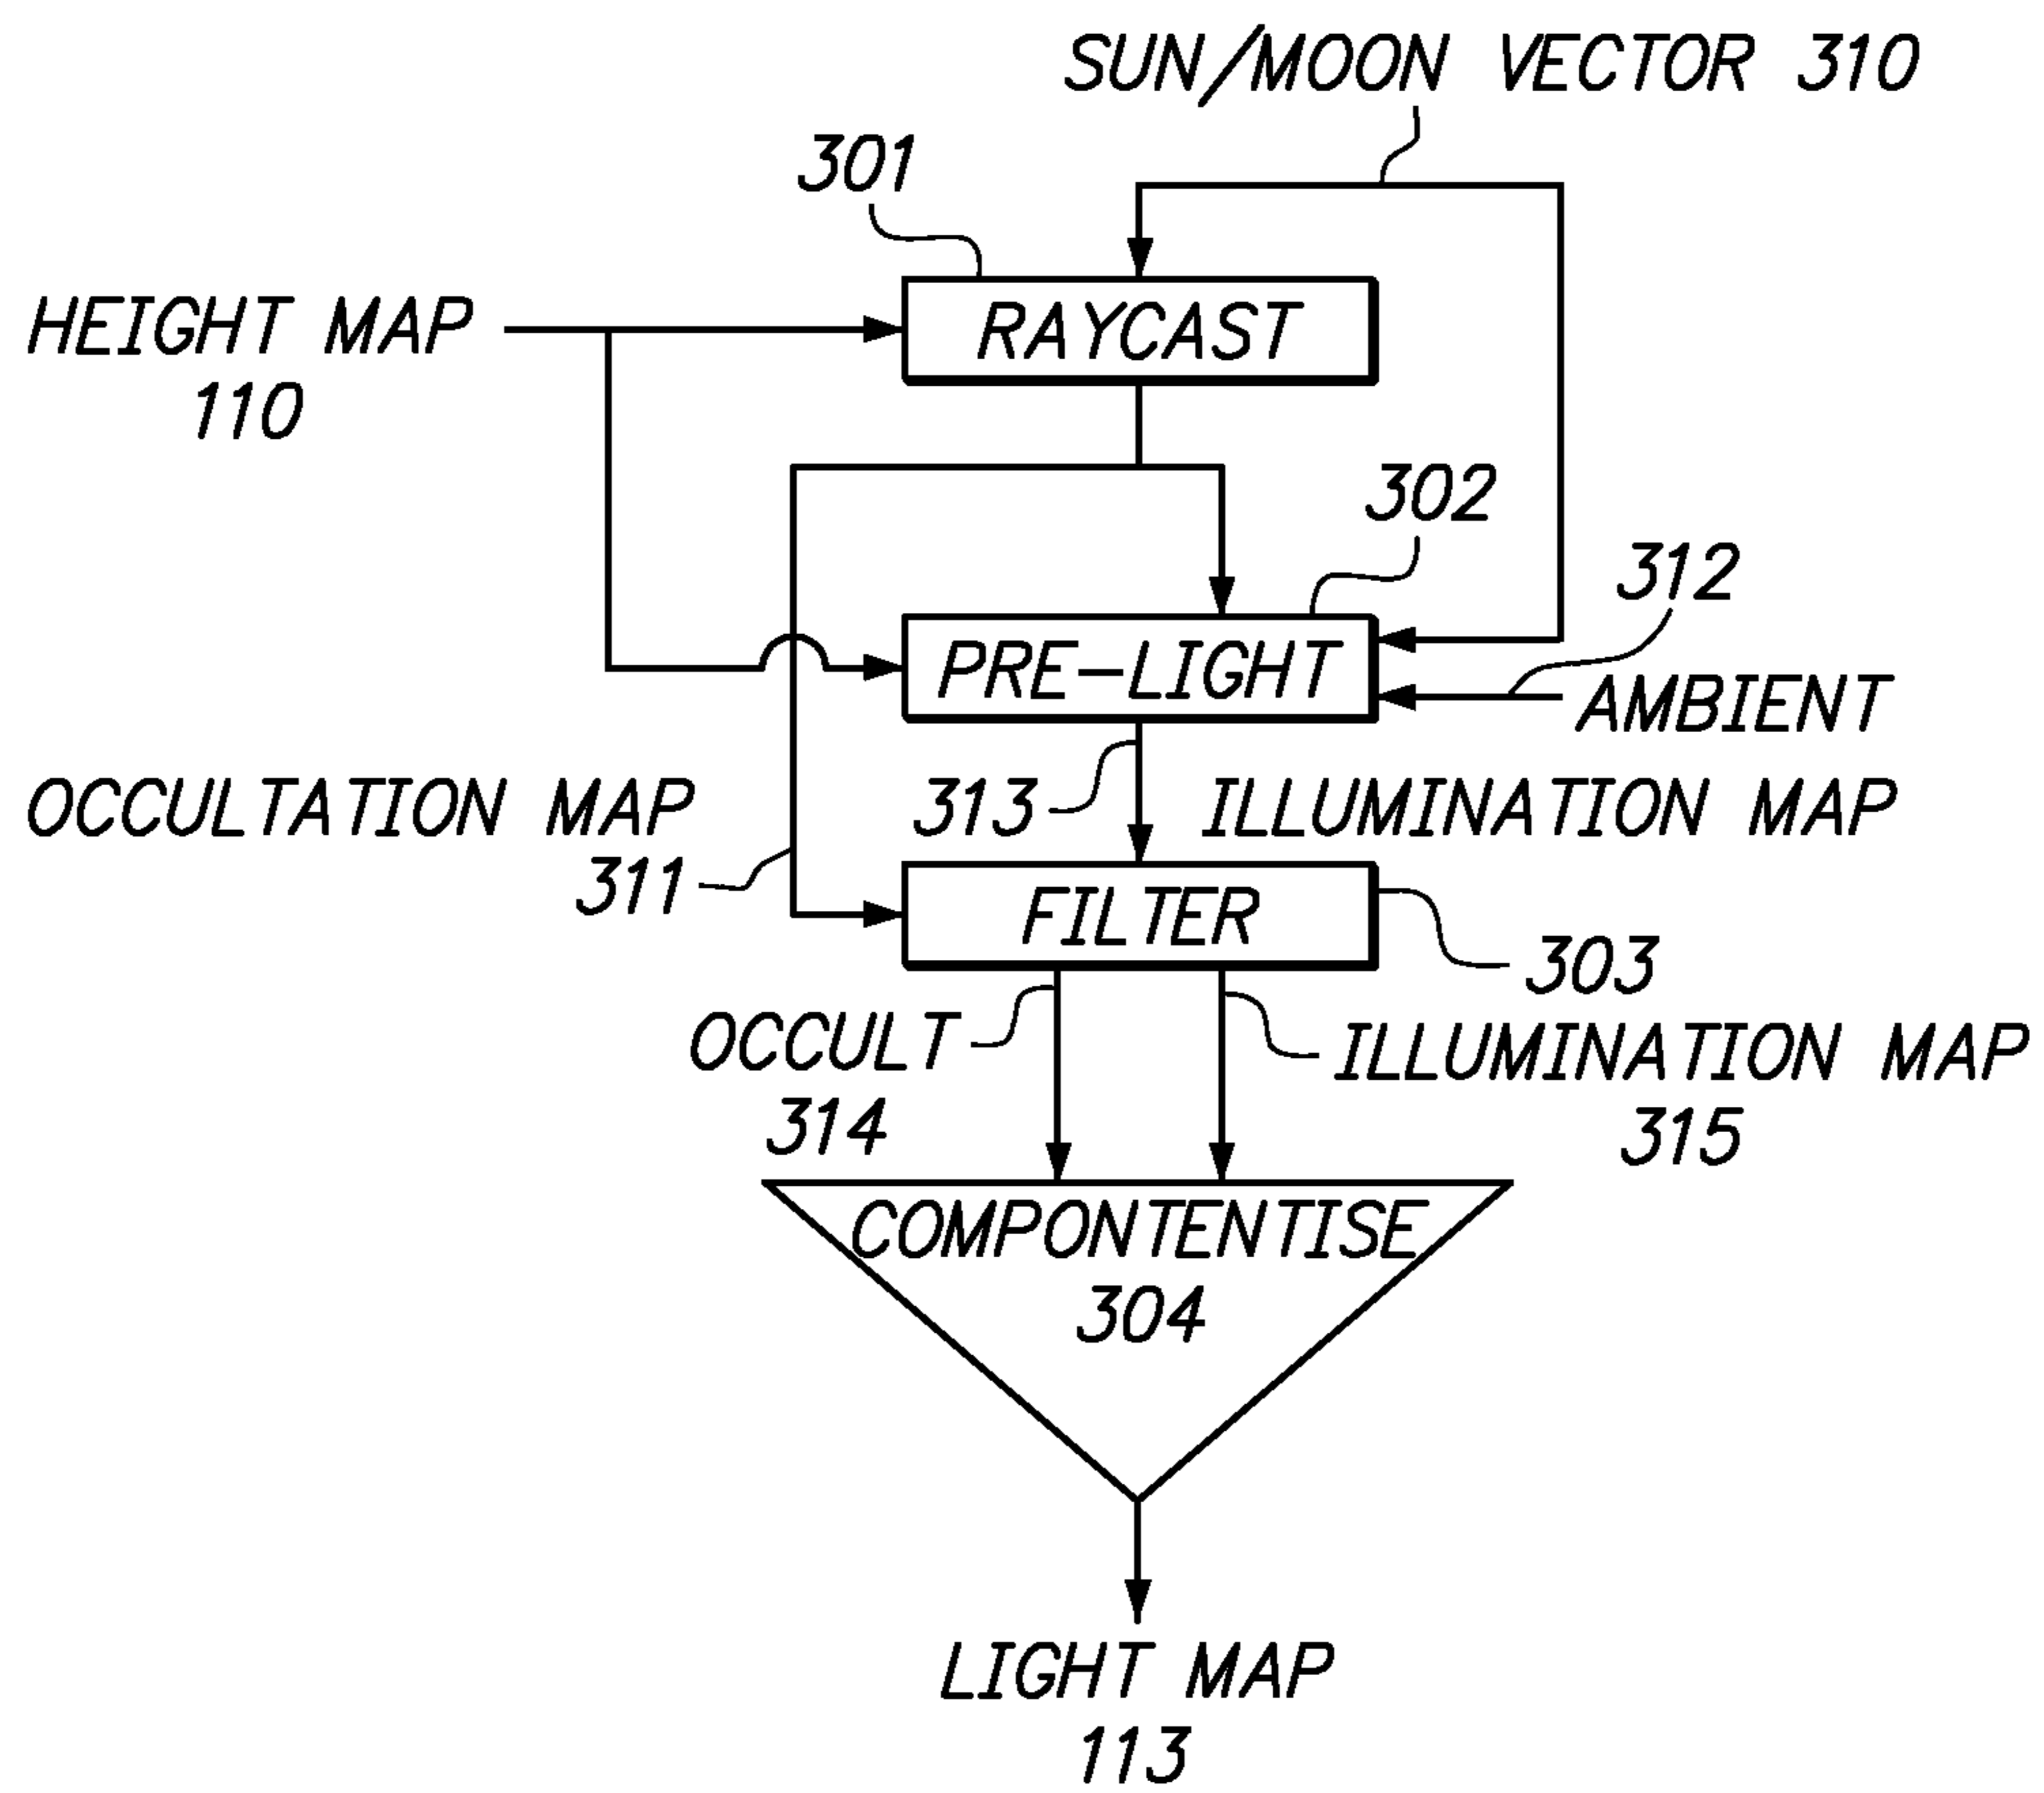 SUN/MOON VECTOR 310
301
RAYCAST
HEIGHT MAP
110
302
312
PRE-LIGHT
AMBIENT
OCCULTATION MAP
311
313
ILLUMINATION MAP
FILTER
303
OCCULT
314
ILLUMINATION MAP
315
COMPONTENTISE
304
LIGHT MAP
113